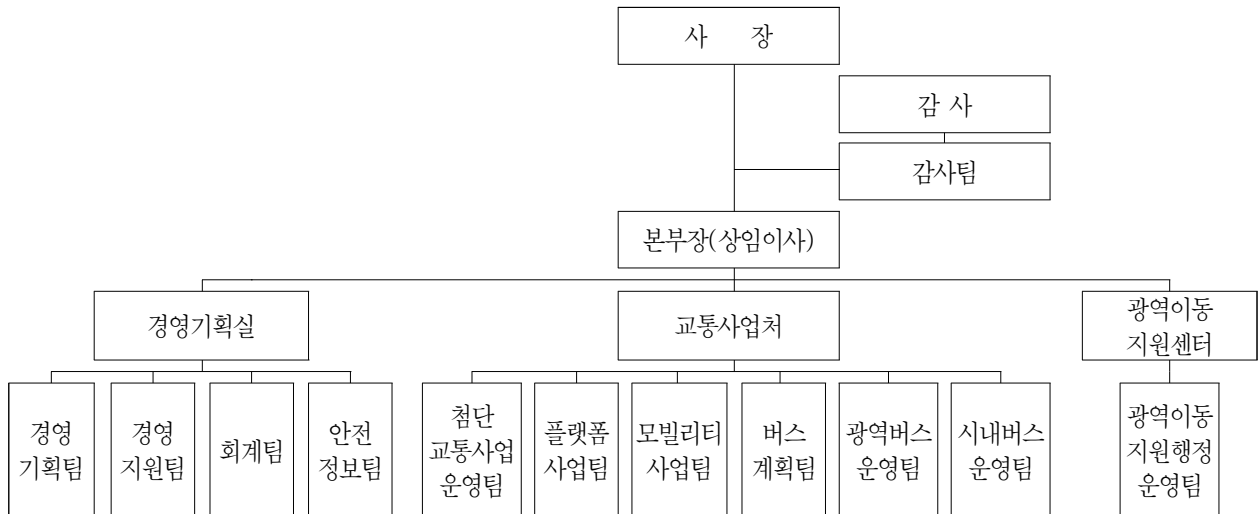 사 장
감 사
감사팀
본부장(상임이사)
경영기획실
교통사업처
광역이동
지원센터
경영
기획팀
경영
지원팀
회계팀
안전
정보팀
첨단
교통사업
운영팀
플랫폼
사업팀
모빌리티
사업팀
버스
계획팀
광역버스
운영팀
시내버스
운영팀
광역이동
지원행정
운영팀